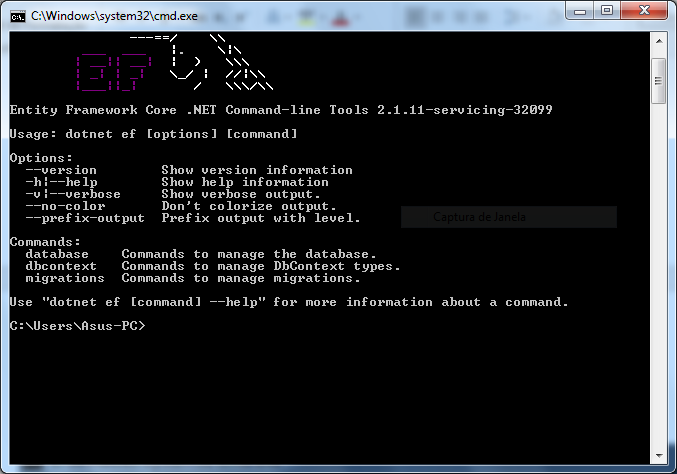 C:\Windows\system32\cmd.exe
EF
Entity Framework Core .NET Command-line Tools 2.1.11-servicing-32099
Usage: dotnet ef [options] [command]
Options:
--version Show version information
-h|--help Show help information
-v|--verbose Show verbose output.
--no-color Don't colorize output.
--prefix-output Prefix output with level.
Captura de Janela
Commands:
database Commands to manage the database.
dbcontext Commands to manage DbContext types.
migrations Commands to manage migrations.
Use "dotnet ef [command] --help" for more information about a command.
C:\Users\Asus-PC>